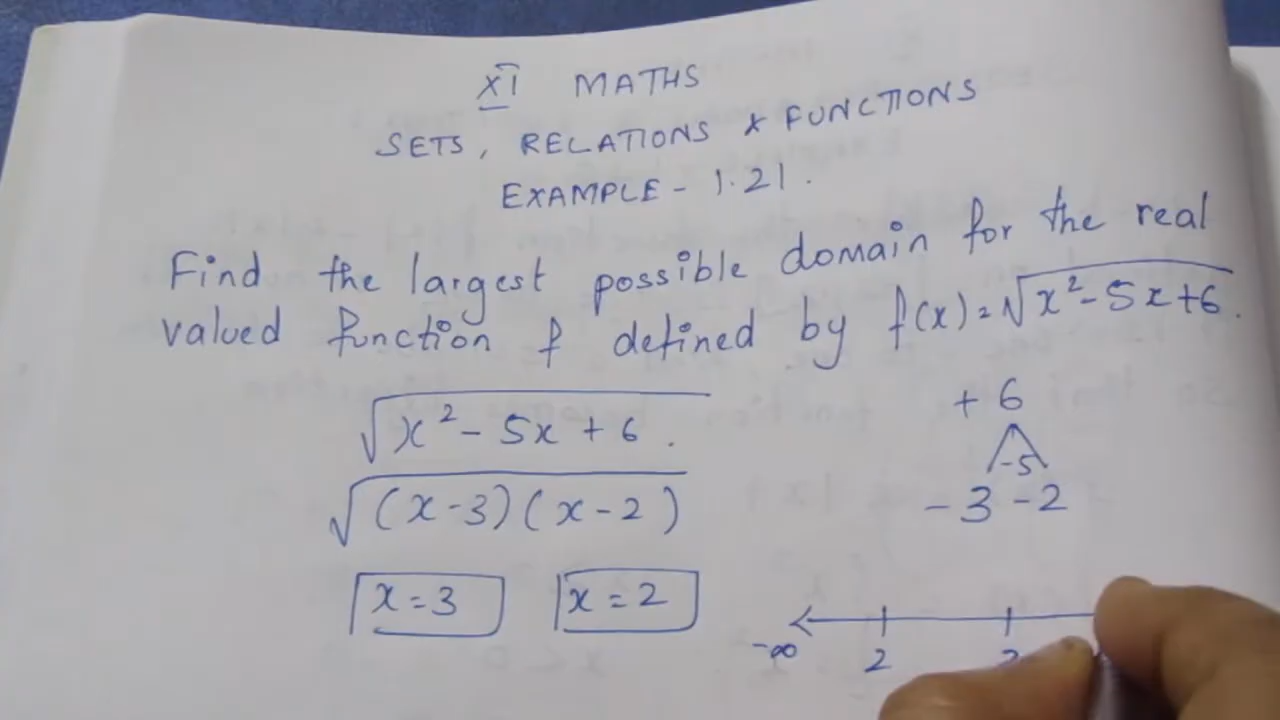 XI MATHS
SETS, RELATIONS & FUNCTIONS
EXAMPLE - 1.21.
Find the largest possible domain for the real
valued function f defined by f(x) = √x²-5x+6.
√x²-5x+6.
√(x-3)(x-2)
+6
-5
-3 -2
x=3 x=2
-∞ 2